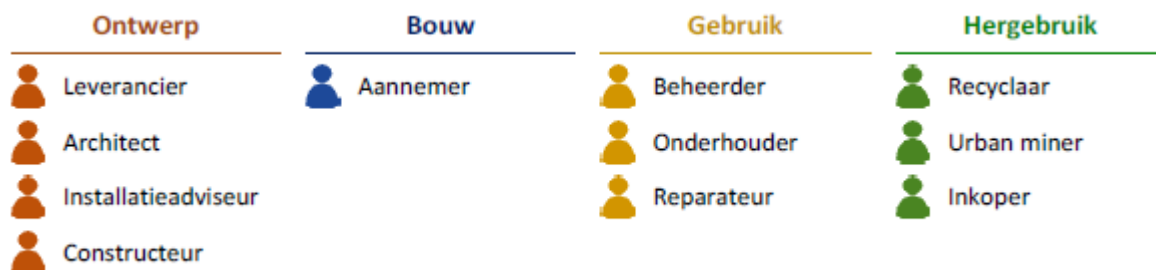 Ontwerp
Leverancier
Architect
Installatieadviseur
Constructeur
Bouw
Aannemer
Gebruik
Beheerder
Onderhouder
Reparateur
Hergebruik
Recyclaar
Urban miner
Inkoper